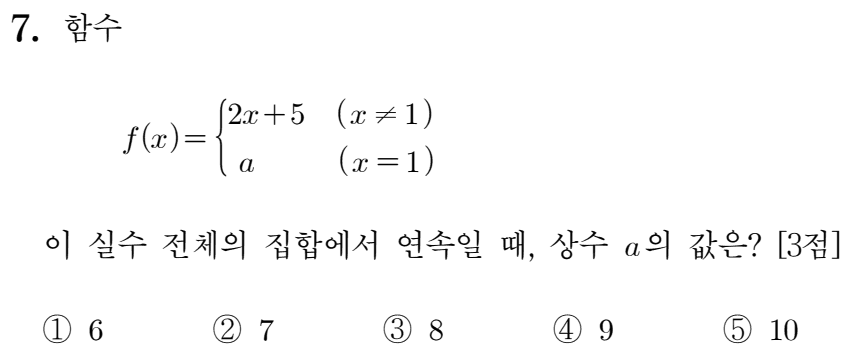 7. 함수
f(x)={2x+5 (x≠1)
a (x=1)
이 실수 전체의 집합에서 연속일 때, 상수 a의 값은? [3점]
① 6 ② 7 ③ 8 ④ 9 ⑤ 10